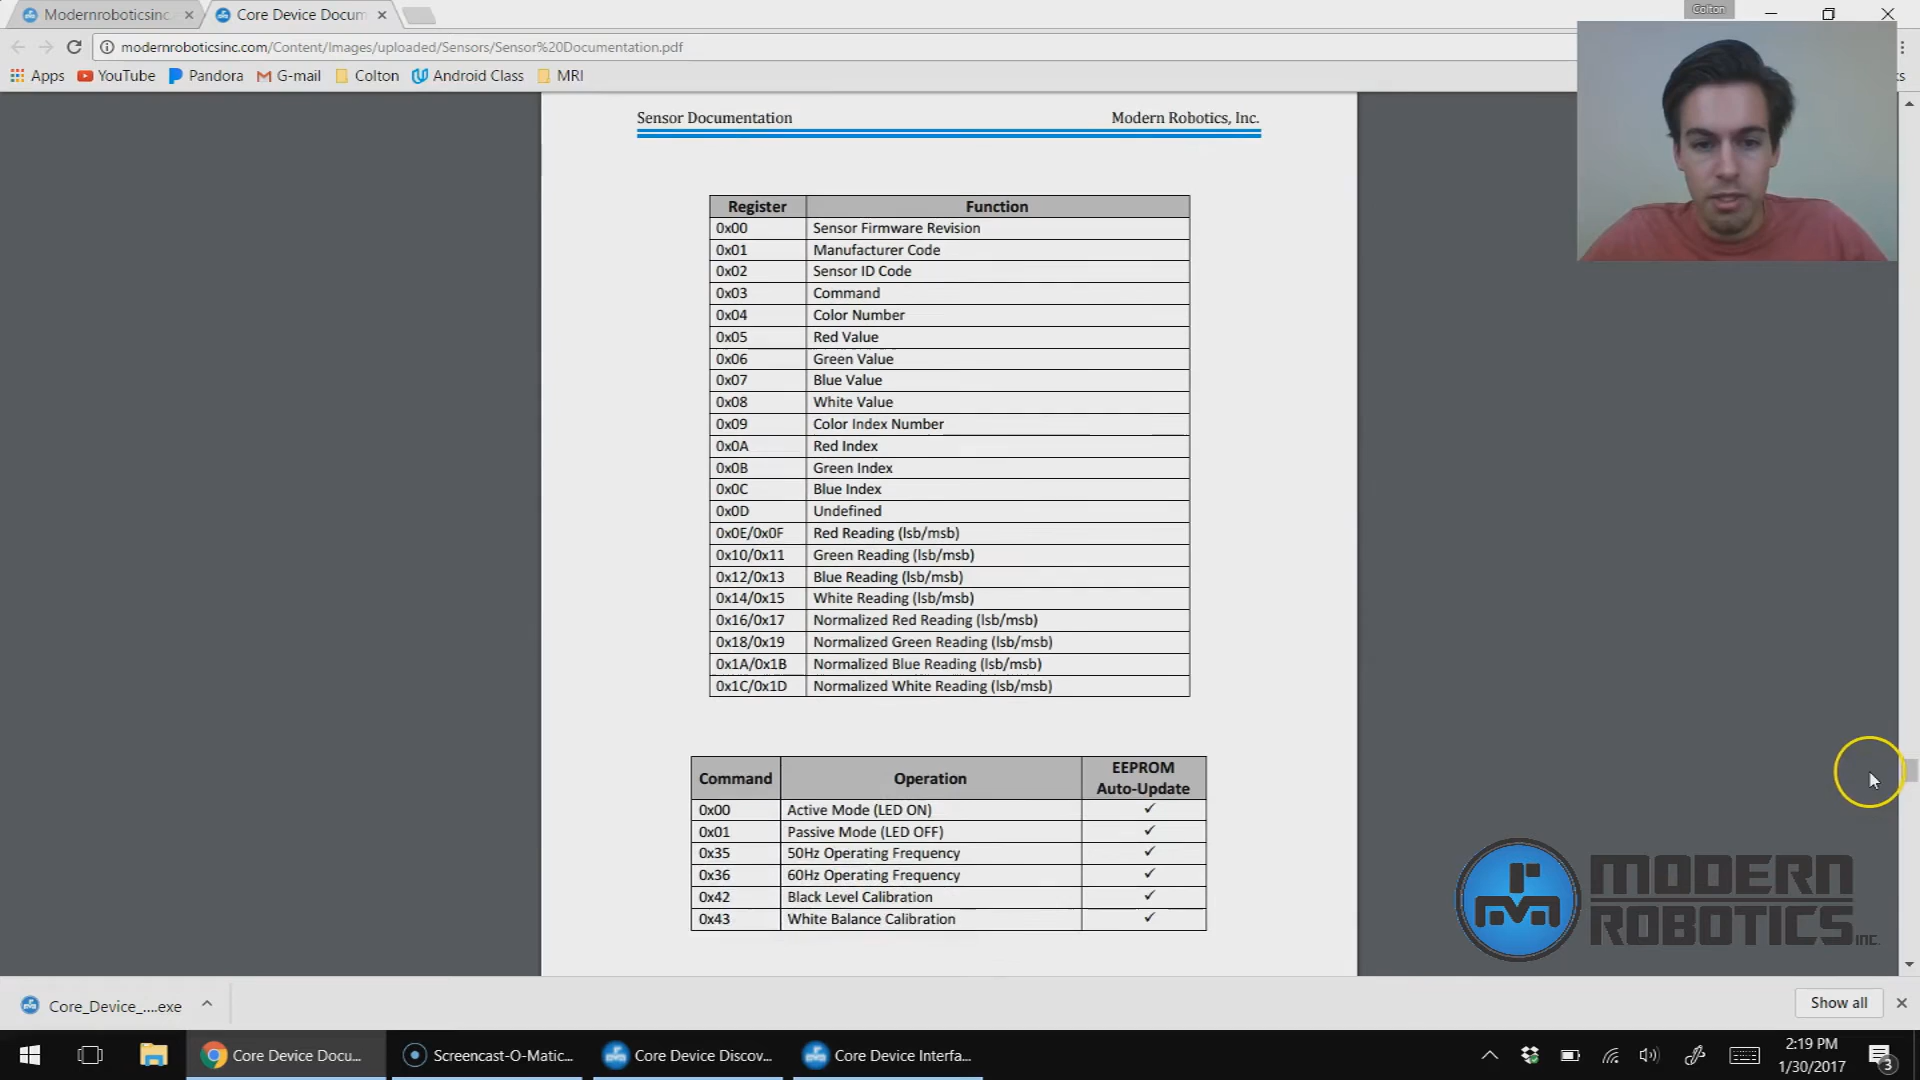 Colton
Modernroboticsinc
Core Device Docum
modernroboticsinc.com/Content/Images/uploaded/Sensors/Sensor%20Documentation.pdf
Apps YouTube Pandora G-mail Colton Android Class MRI
Sensor Documentation Modern Robotics, Inc.
Register Function
0x00 Sensor Firmware Revision
0x01 Manufacturer Code
0x02 Sensor ID Code
0x03 Command
0x04 Color Number
0x05 Red Value
0x06 Green Value
0x07 Blue Value
0x08 White Value
0x09 Color Index Number
0x0A Red Index
0x0B Green Index
0x0C Blue Index
0x0D Undefined
0x0E/0x0F Red Reading (lsb/msb)
0x10/0x11 Green Reading (lsb/msb)
0x12/0x13 Blue Reading (lsb/msb)
0x14/0x15 White Reading (lsb/msb)
0x16/0x17 Normalized Red Reading (lsb/msb)
0x18/0x19 Normalized Green Reading (lsb/msb)
0x1A/0x1B Normalized Blue Reading (lsb/msb)
0x1C/0x1D Normalized White Reading (lsb/msb)
Command Operation EEPROM
Auto-Update
0x00 Active Mode (LED ON) ✓
0x01 Passive Mode (LED OFF) ✓
0x35 50Hz Operating Frequency ✓
0x36 60Hz Operating Frequency ✓
0x42 Black Level Calibration ✓
0x43 White Balance Calibration ✓
MODERN
ROBOTICS INC.
Core_Device_....exe
Show all
Core Device Docu...
Screencast-O-Matic...
Core Device Discov...
Core Device Interfa...
2:19 PM
1/30/2017
3